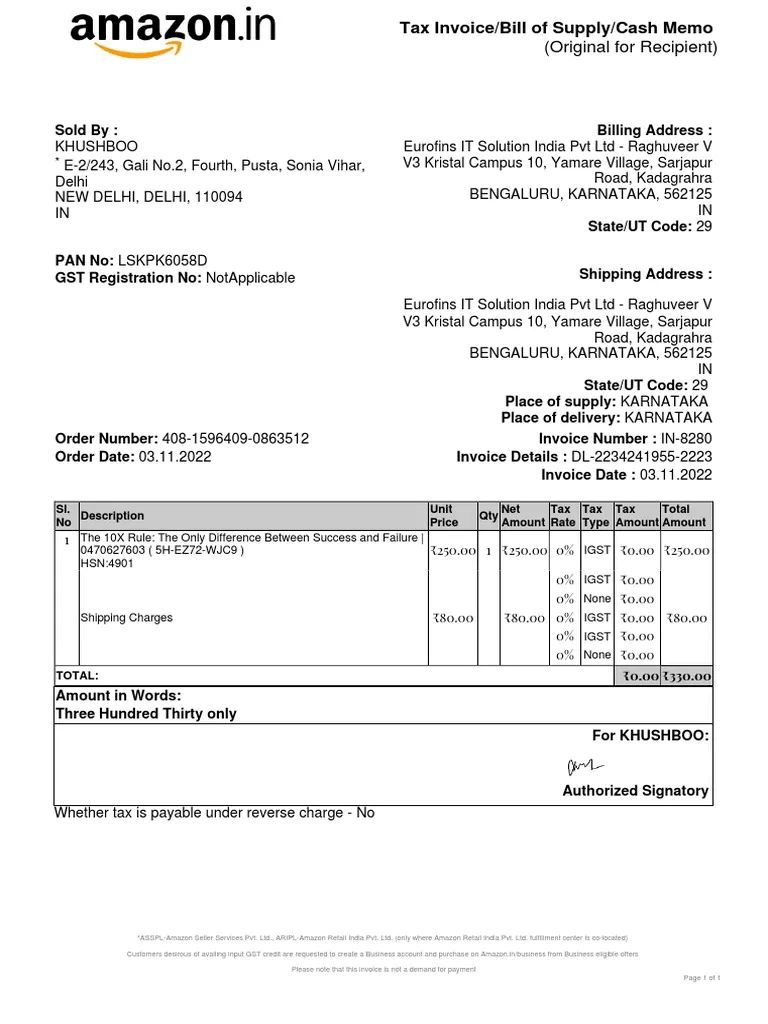 amazon.in
Tax Invoice/Bill of Supply/Cash Memo
(Original for Recipient)
Sold By :
KHUSHBOO
* E-2/243, Gali No.2, Fourth, Pusta, Sonia Vihar,
Delhi
NEW DELHI, DELHI, 110094
IN
PAN No: LSKPK6058D
GST Registration No: NotApplicable
Billing Address :
Eurofins IT Solution India Pvt Ltd - Raghuveer V
V3 Kristal Campus 10, Yamare Village, Sarjapur
Road, Kadagrahra
BENGALURU, KARNATAKA, 562125
IN
State/UT Code: 29
Shipping Address :
Eurofins IT Solution India Pvt Ltd - Raghuveer V
V3 Kristal Campus 10, Yamare Village, Sarjapur
Road, Kadagrahra
BENGALURU, KARNATAKA, 562125
IN
State/UT Code: 29
Place of supply: KARNATAKA
Place of delivery: KARNATAKA
Order Number: 408-1596409-0863512
Order Date: 03.11.2022
Invoice Number : IN-8280
Invoice Details : DL-2234241955-2223
Invoice Date : 03.11.2022
Sl. No Description Unit Price Qty Net Amount Tax Rate Tax Type Tax Amount Total Amount
1 The 10X Rule: The Only Difference Between Success and Failure |
0470627603 ( 5H-EZ72-WJC9 ) ₹250.00 1 ₹250.00 0% IGST ₹0.00 ₹250.00
HSN:4901
0% IGST ₹0.00
0% None ₹0.00
Shipping Charges ₹80.00 ₹80.00 0% IGST ₹0.00 ₹80.00
0% IGST ₹0.00
0% None ₹0.00
TOTAL: ₹0.00 ₹330.00
Amount in Words:
Three Hundred Thirty only
For KHUSHBOO:
Authorized Signatory
Whether tax is payable under reverse charge - No
*ASSPL-Amazon Seller Services Pvt. Ltd., ARIPL-Amazon Retail India Pvt. Ltd. (only where Amazon Retail India Pvt. Ltd. fulfillment center is co-located)
Customers desirous of availing input GST credit are requested to create a Business account and purchase on Amazon.in/business from Business eligible offers
Please note that this invoice is not a demand for payment
Page 1 of 1